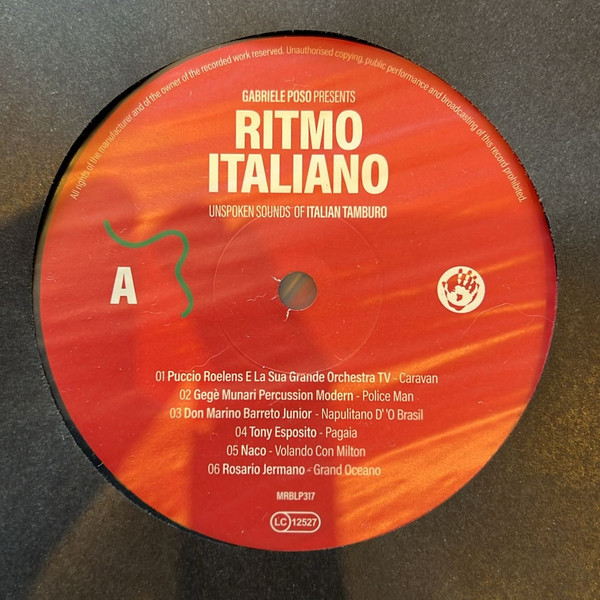 All rights of the manufacturer and of the owner of the recorded work reserved. Unauthorised copying, public performance and broadcasting of this record prohibited.
GABRIELE POSO PRESENTS
RITMO
ITALIANO
UNSPOKEN SOUNDS OF ITALIAN TAMBURO
A
01 Puccio Roelens E La Sua Grande Orchestra TV - Caravan
02 Gegè Munari Percussion Modern - Police Man
03 Don Marino Barreto Junior - Napulitano D' 'O Brasil
04 Tony Esposito - Pagaia
05 Naco - Volando Con Milton
06 Rosario Jermano - Grand Oceano
MRBLP317
LC 12527